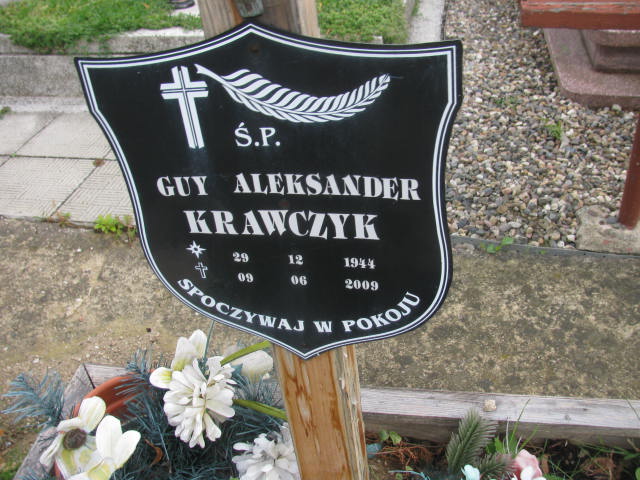 Ś.P.
GUY ALEKSANDER
KRAWCZYK
29 12 1944
09 06 2009
SPOCZYWAJ W POKOJU